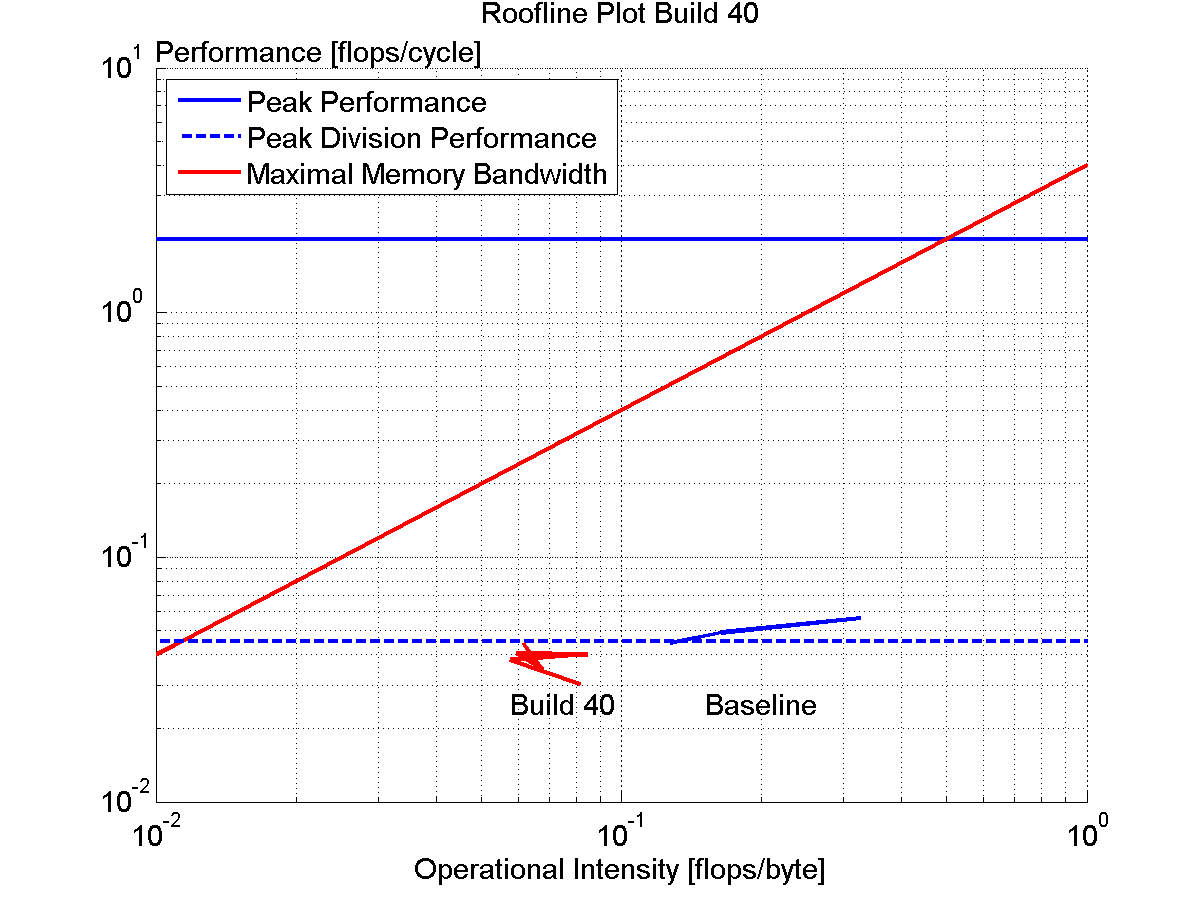 Roofline Plot Build 40
Performance [flops/cycle]
10^1
Peak Performance
Peak Division Performance
Maximal Memory Bandwidth
10^0
10^-1
Build 40 Baseline
10^-2
10^-2 10^-1 10^0
Operational Intensity [flops/byte]